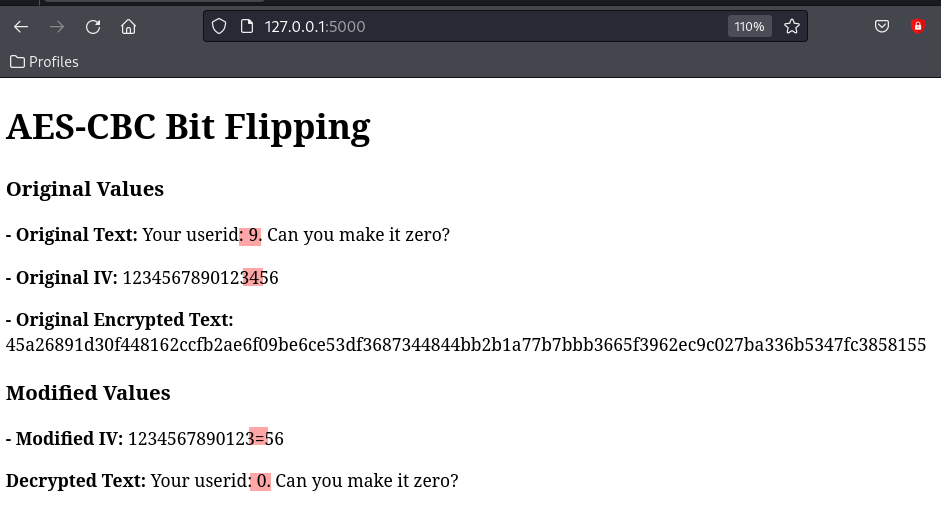 127.0.0.1:5000
110%
Profiles
AES-CBC Bit Flipping
Original Values
- Original Text: Your userid: 9. Can you make it zero?
- Original IV: 1234567890123456
- Original Encrypted Text:
45a26891d30f448162ccfb2ae6f09be6ce53df3687344844bb2b1a77b7bbb3665f3962ec9c027ba336b5347fc3858155
Modified Values
- Modified IV: 1234567890123=56
Decrypted Text: Your userid: 0. Can you make it zero?